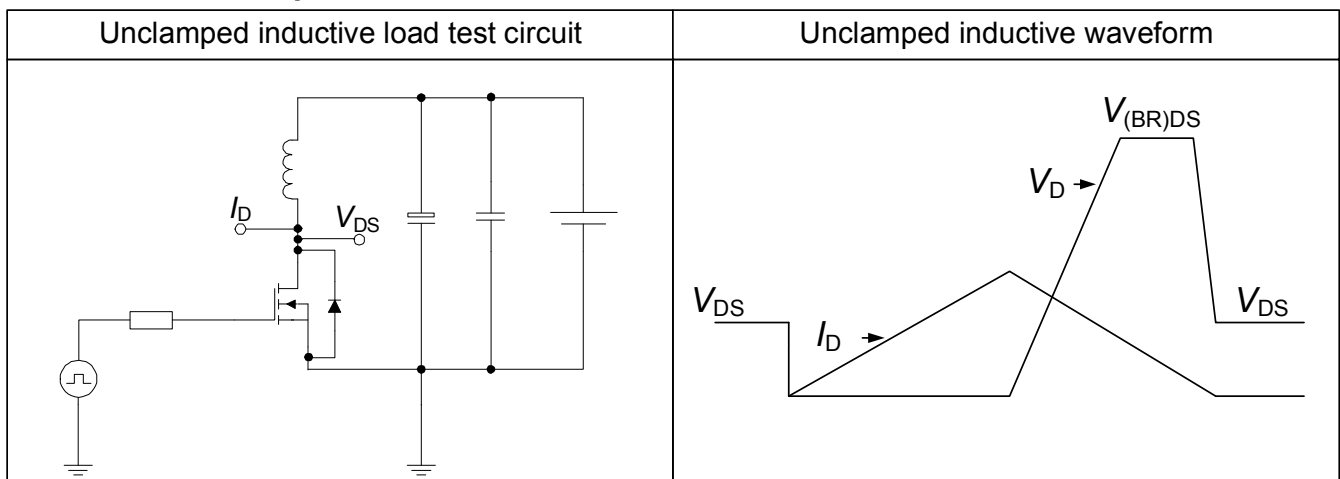 Unclamped inductive load test circuit
Unclamped inductive waveform
I_D
V_DS
V_(BR)DS
V_D
V_DS
I_D
V_DS